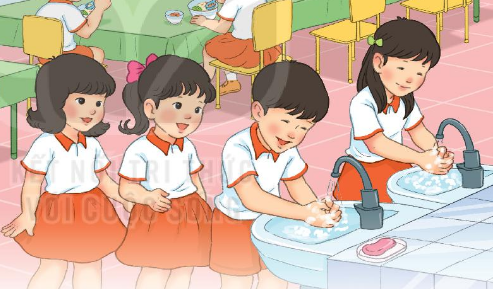 KẾT NỐI TRI THỨC
VỚI CUỘC SỐNG